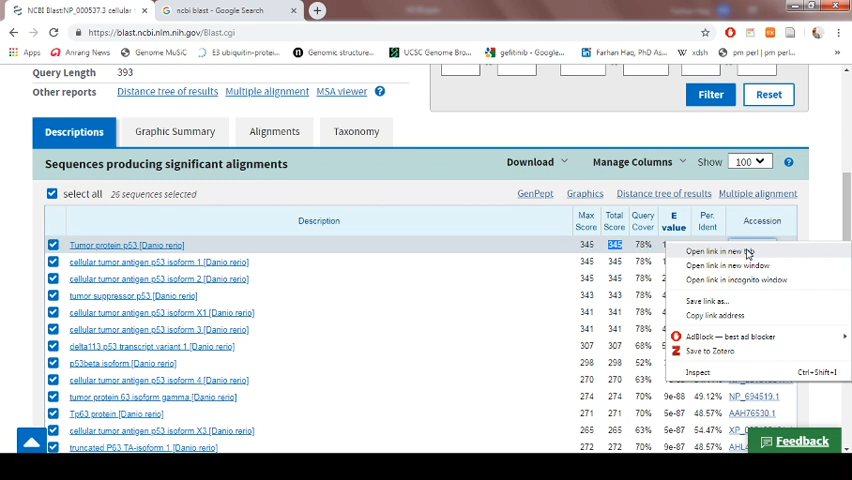 NCBI Blast:NP_000537.3 cellular
ncbi blast - Google Search
https://blast.ncbi.nlm.nih.gov/Blast.cgi
Apps Arirang News Genome MuSiC E3 ubiquitin-protei... Genomic structure... UCSC Genome Brow... gefitinib - Google... Farhan Haq, PhD As... xdsh pm perl | pm perl
Query Length 393
Other reports Distance tree of results Multiple alignment MSA viewer ?
Filter Reset
Descriptions Graphic Summary Alignments Taxonomy
Sequences producing significant alignments Download Manage Columns Show 100 ?
select all 26 sequences selected GenPept Graphics Distance tree of results Multiple alignment
Description Max Score Total Score Query Cover E value Per. Ident Accession
Tumor protein p53 [Danio rerio] 345 345 78%
cellular tumor antigen p53 isoform 1 [Danio rerio] 345 345 78%
cellular tumor antigen p53 isoform 2 [Danio rerio] 345 345 78%
tumor suppressor p53 [Danio rerio] 343 343 78%
cellular tumor antigen p53 isoform X1 [Danio rerio] 341 341 78%
cellular tumor antigen p53 isoform 3 [Danio rerio] 341 341 78%
delta113 p53 transcript variant 1 [Danio rerio] 307 307 68%
p53beta isoform [Danio rerio] 298 298 52%
cellular tumor antigen p53 isoform 4 [Danio rerio] 270 270 63%
tumor protein 63 isoform gamma [Danio rerio] 274 274 70% 9e-88 49.12% NP_694519.1
Tp63 protein [Danio rerio] 271 271 70% 9e-87 48.57% AAH76530.1
cellular tumor antigen p53 isoform X3 [Danio rerio] 265 265 62% 9e-87 54.47%
truncated P53 TA-isoform 1 [Danio rerio] 272 272 70% 5e-87 48.57%
Open link in new tab
Open link in new window
Open link in incognito window
Save link as...
Copy link address
AdBlock — best ad blocker
Save to Zotero
Inspect Ctrl+Shift+I
Feedback